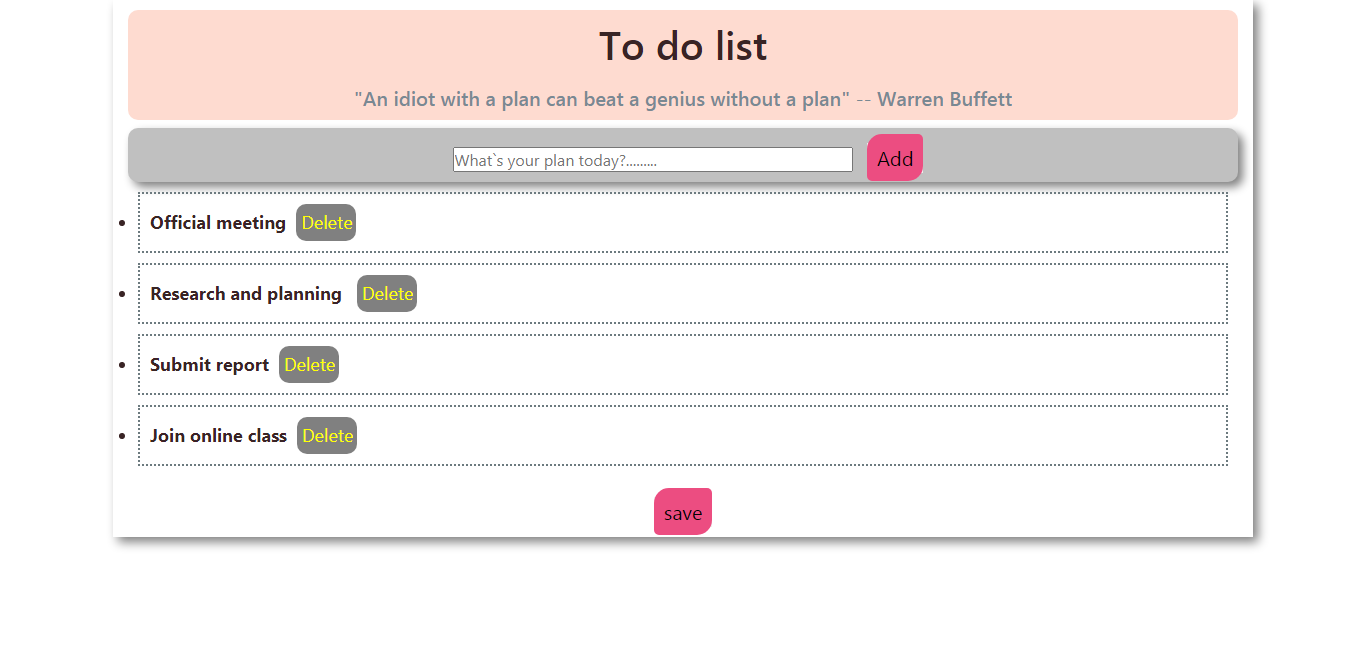 To do list
"An idiot with a plan can beat a genius without a plan" -- Warren Buffett
What`s your plan today?......... Add
Official meeting Delete
Research and planning Delete
Submit report Delete
Join online class Delete
save